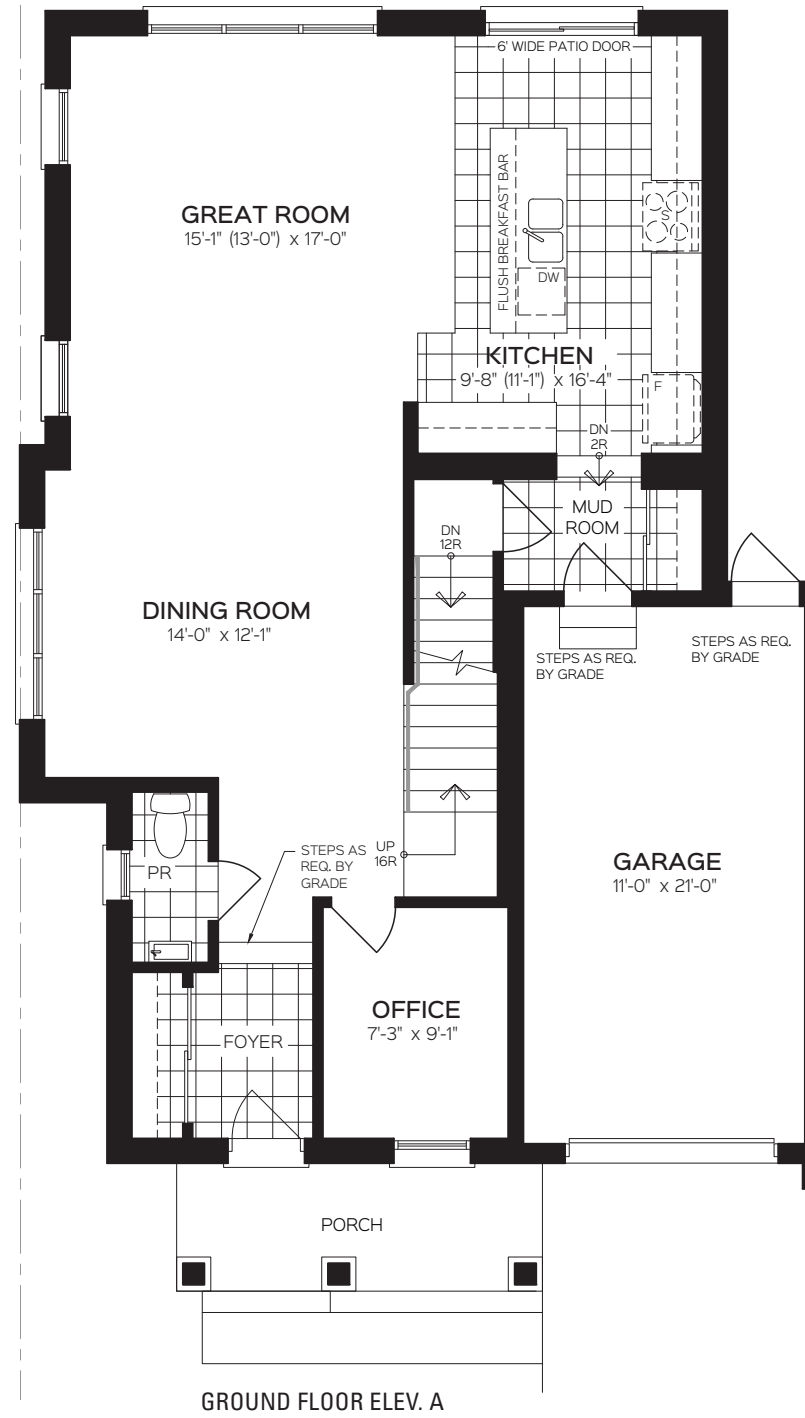 6' WIDE PATIO DOOR
GREAT ROOM
15'-1" (13'-0") x 17'-0"
FLUSH BREAKFAST BAR
S
DW
KITCHEN
9'-8" (11'-1") x 16'-4"
F
DN
2R
MUD
ROOM
DN
12R
DINING ROOM
14'-0" x 12'-1"
STEPS AS REQ.
BY GRADE
STEPS AS REQ.
BY GRADE
PR
STEPS AS
REQ. BY
GRADE
UP
16R
GARAGE
11'-0" x 21'-0"
OFFICE
7'-3" x 9'-1"
FOYER
PORCH
GROUND FLOOR ELEV. A